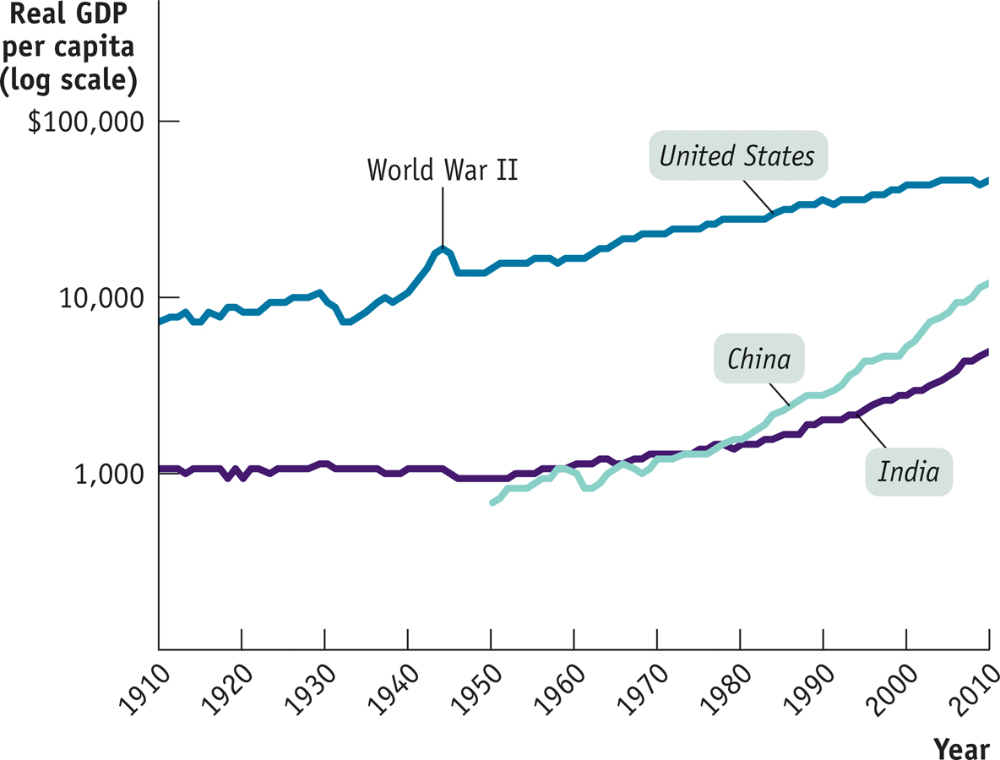 Real GDP
per capita
(log scale)
$100,000
World War II
United States
10,000
China
1,000
India
1910
1920
1930
1940
1950
1960
1970
1980
1990
2000
2010
Year